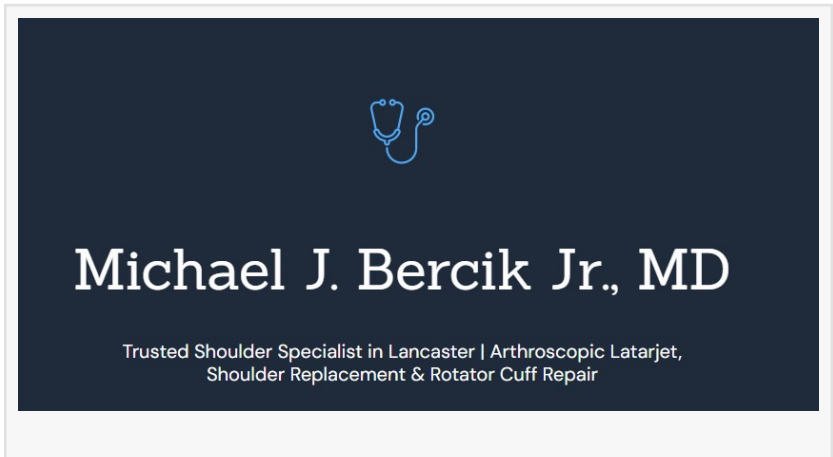 Michael J. Bercik Jr., MD
Trusted Shoulder Specialist in Lancaster | Arthroscopic Latarjet,
Shoulder Replacement & Rotator Cuff Repair